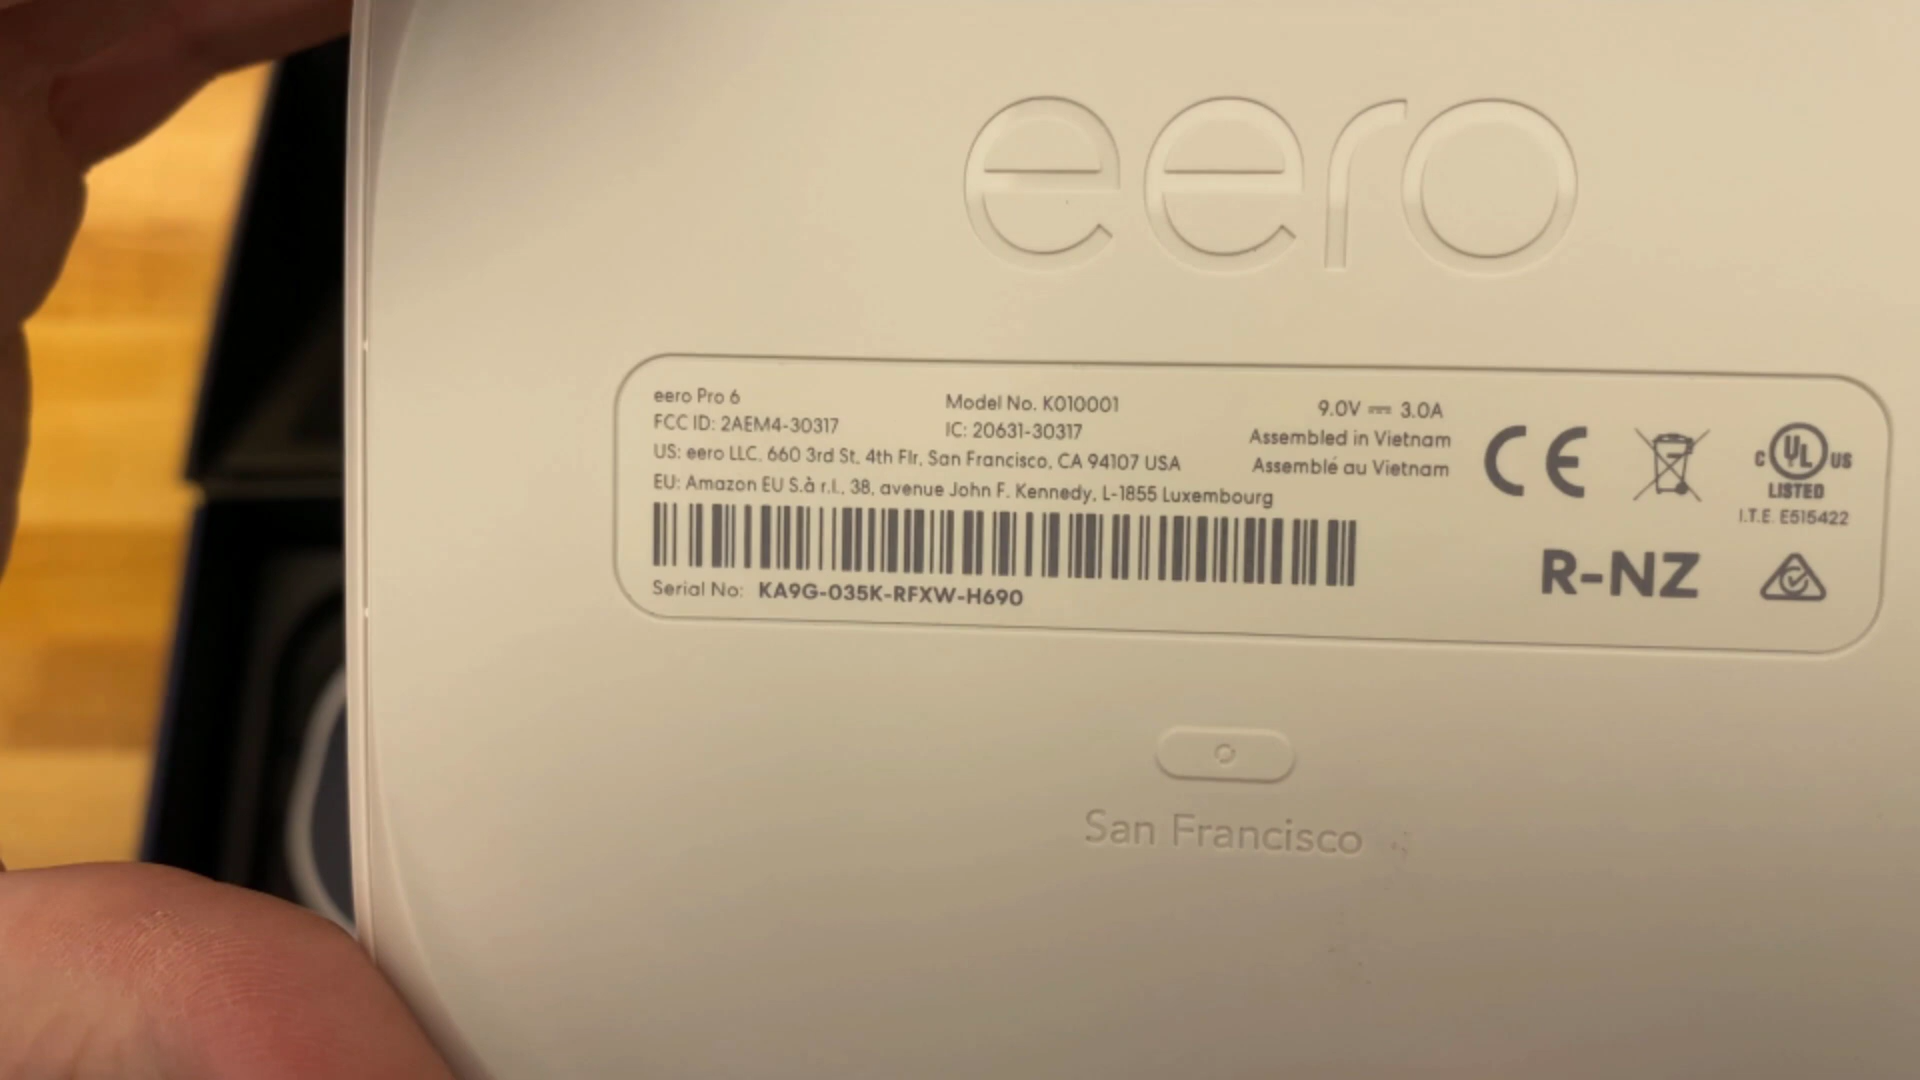 eero
eero Pro 6
FCC ID: 2AEM4-30317
Model No. K010001
IC: 20631-30317
9.0V ⎓ 3.0A
Assembled in Vietnam
Assemblé au Vietnam
US: eero LLC. 660 3rd St. 4th Flr. San Francisco, CA 94107 USA
EU: Amazon EU S.à r.l., 38, avenue John F. Kennedy, L-1855 Luxembourg
Serial No: KA9G-035K-RFXW-H690
CE
C UL US
LISTED
I.T.E. E515422
R-NZ
San Francisco